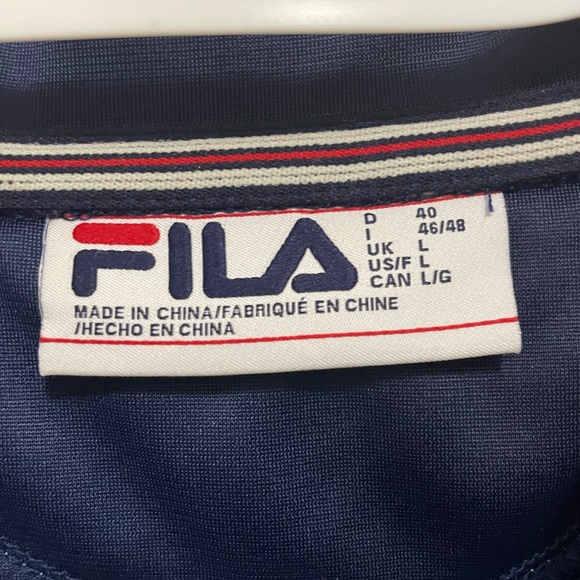 FILA
D 40
I 46/48
UK L
US/F L
CAN L/G
MADE IN CHINA/FABRIQUÉ EN CHINE
/HECHO EN CHINA